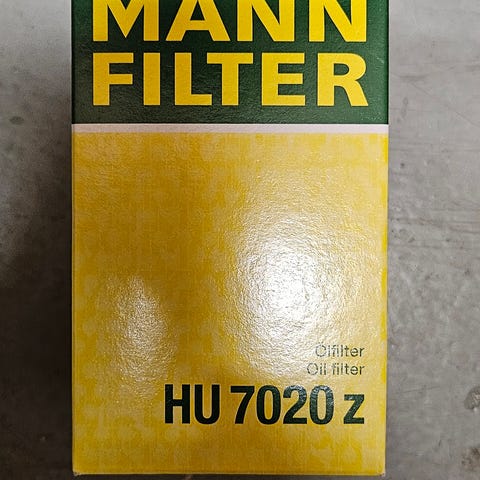 MANN
FILTER
Ölfilter
Oil filter
HU 7020 z